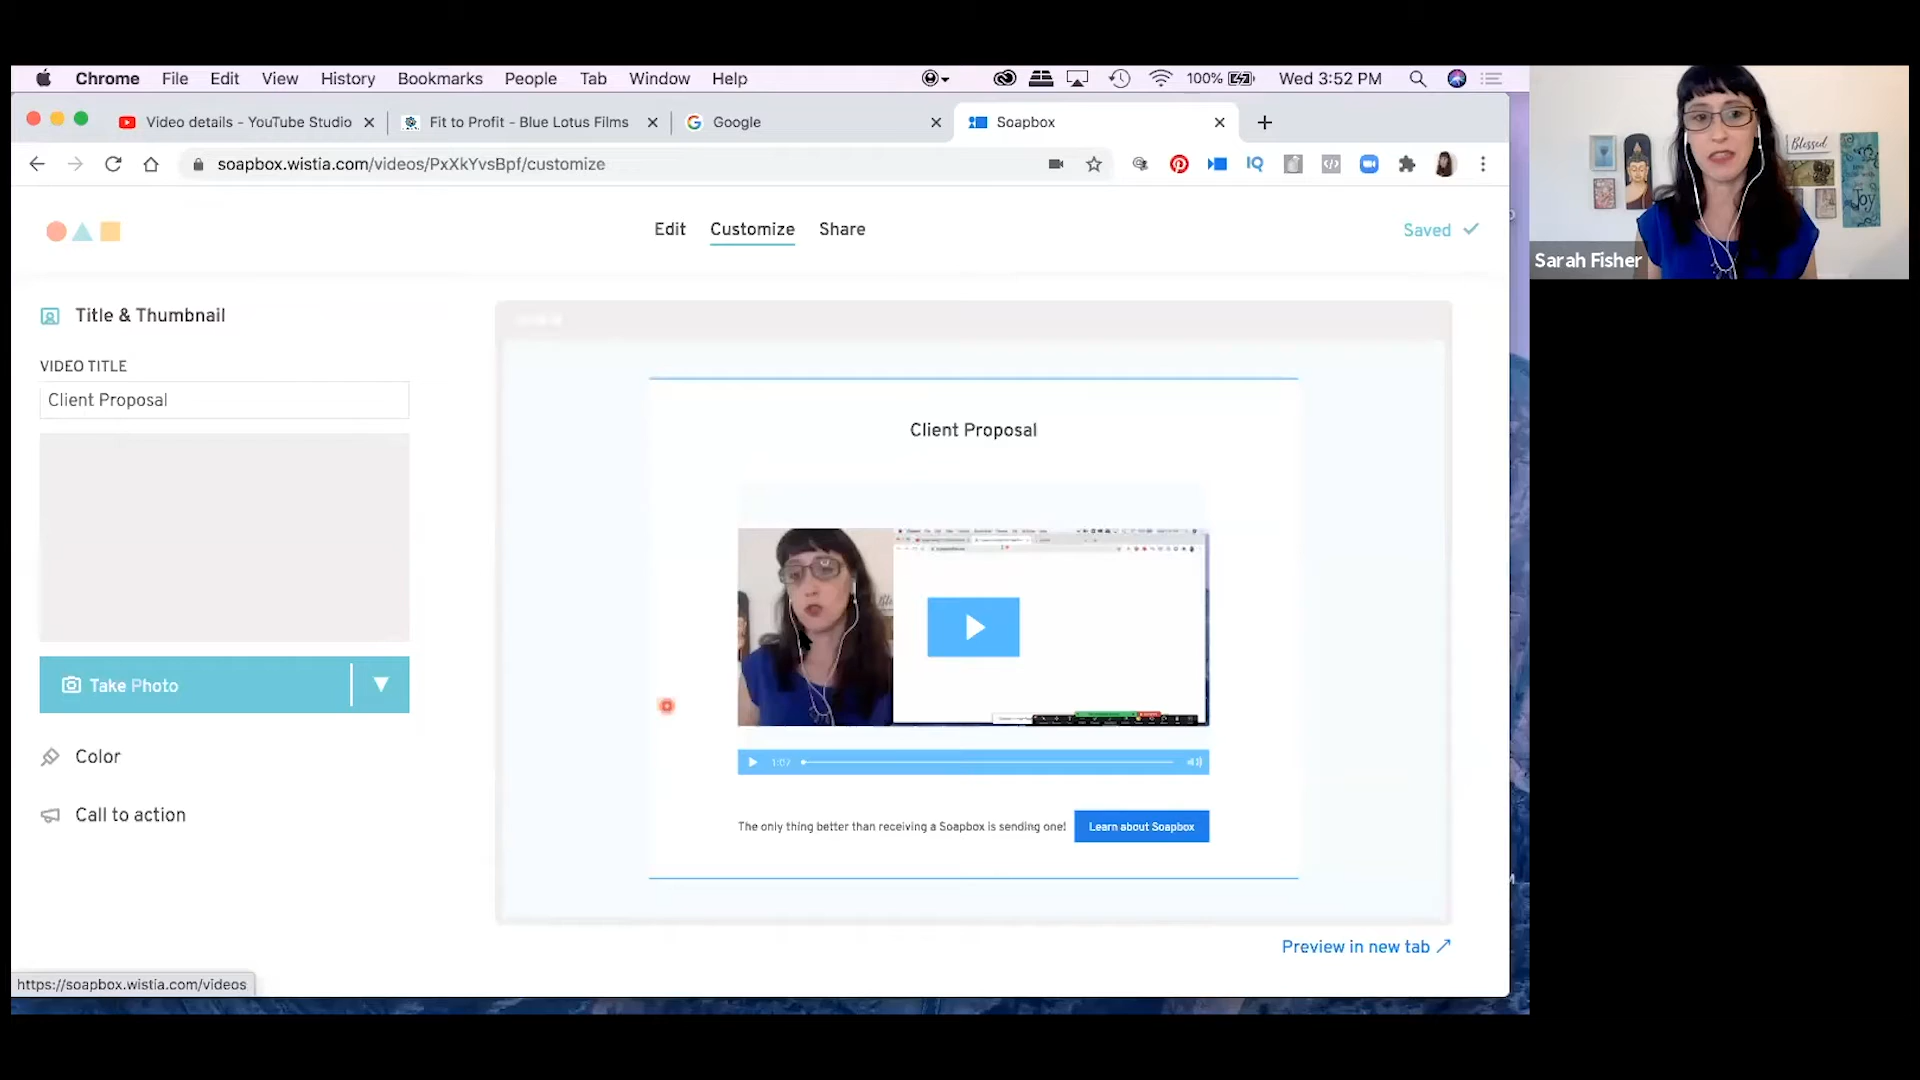 Chrome File Edit View History Bookmarks People Tab Window Help 100% Wed 3:52 PM
Video details - YouTube Studio Fit to Profit - Blue Lotus Films Google Soapbox
soapbox.wistia.com/videos/PxXkYvsBpf/customize
IQ
Blessed
Joy
Sarah Fisher
Edit Customize Share Saved
Title & Thumbnail
VIDEO TITLE
Client Proposal
Client Proposal
Take Photo
Color
1:07
Call to action
The only thing better than receiving a Soapbox is sending one! Learn about Soapbox
Preview in new tab
https://soapbox.wistia.com/videos